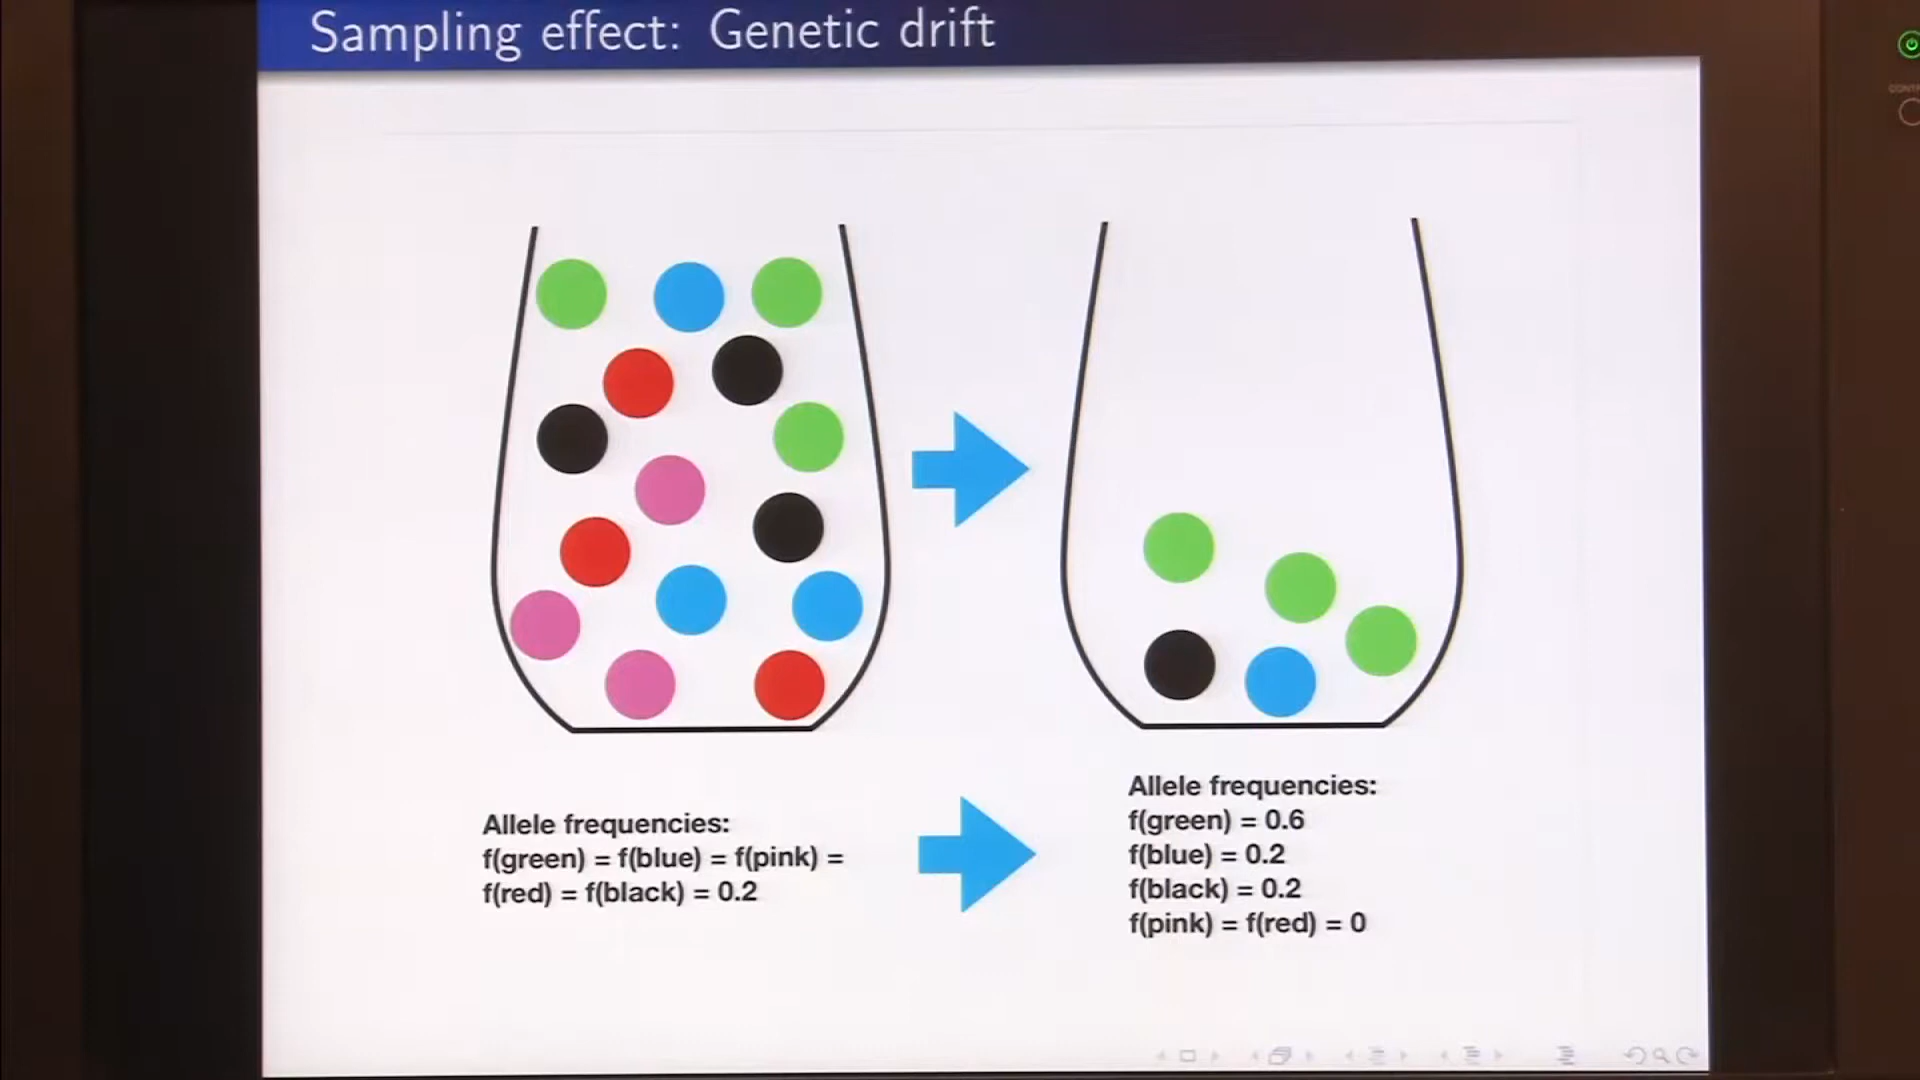 Sampling effect: Genetic drift
Allele frequencies:
f(green) = f(blue) = f(pink) =
f(red) = f(black) = 0.2
Allele frequencies:
f(green) = 0.6
f(blue) = 0.2
f(black) = 0.2
f(pink) = f(red) = 0